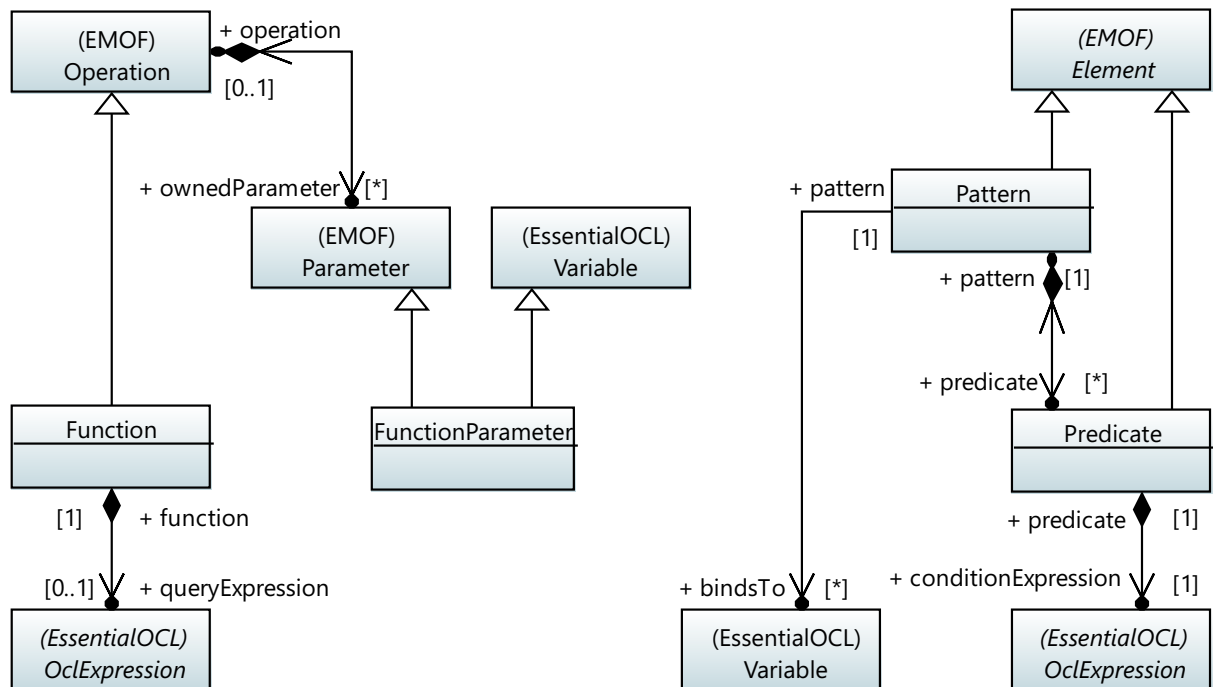 (EMOF)
Operation
+ operation
[0..1]
(EMOF)
Element
+ ownedParameter
[*]
(EMOF)
Parameter
(EssentialOCL)
Variable
+ pattern
[1]
Pattern
+ pattern
[1]
+ predicate
[*]
Function
FunctionParameter
Predicate
[1]
+ function
+ predicate
[1]
[0..1]
+ queryExpression
+ bindsTo
[*]
+ conditionExpression
[1]
(EssentialOCL)
OclExpression
(EssentialOCL)
Variable
(EssentialOCL)
OclExpression